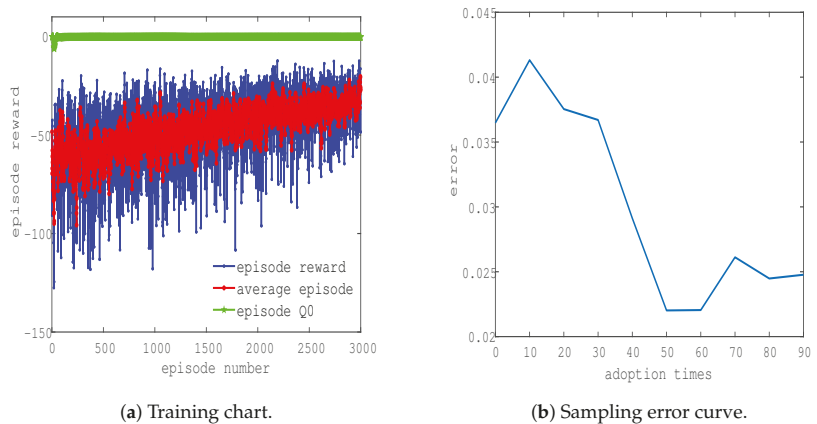 0
-50
-100
-150
episode reward
episode reward
average episode
episode Q0
0 500 1000 1500 2000 2500 3000
episode number
(a) Training chart.
0.045
0.04
0.035
0.03
0.025
0.02
error
0 10 20 30 40 50 60 70 80 90
adoption times
(b) Sampling error curve.